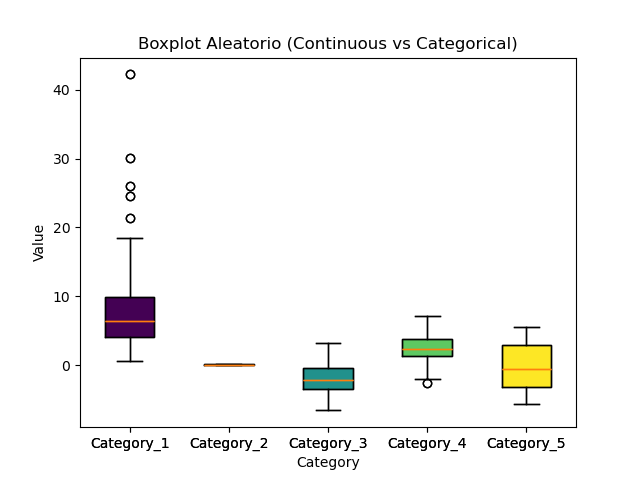 Boxplot Aleatorio (Continuous vs Categorical)
40
30
20
10
0
Value
Category_1 Category_2 Category_3 Category_4 Category_5
Category